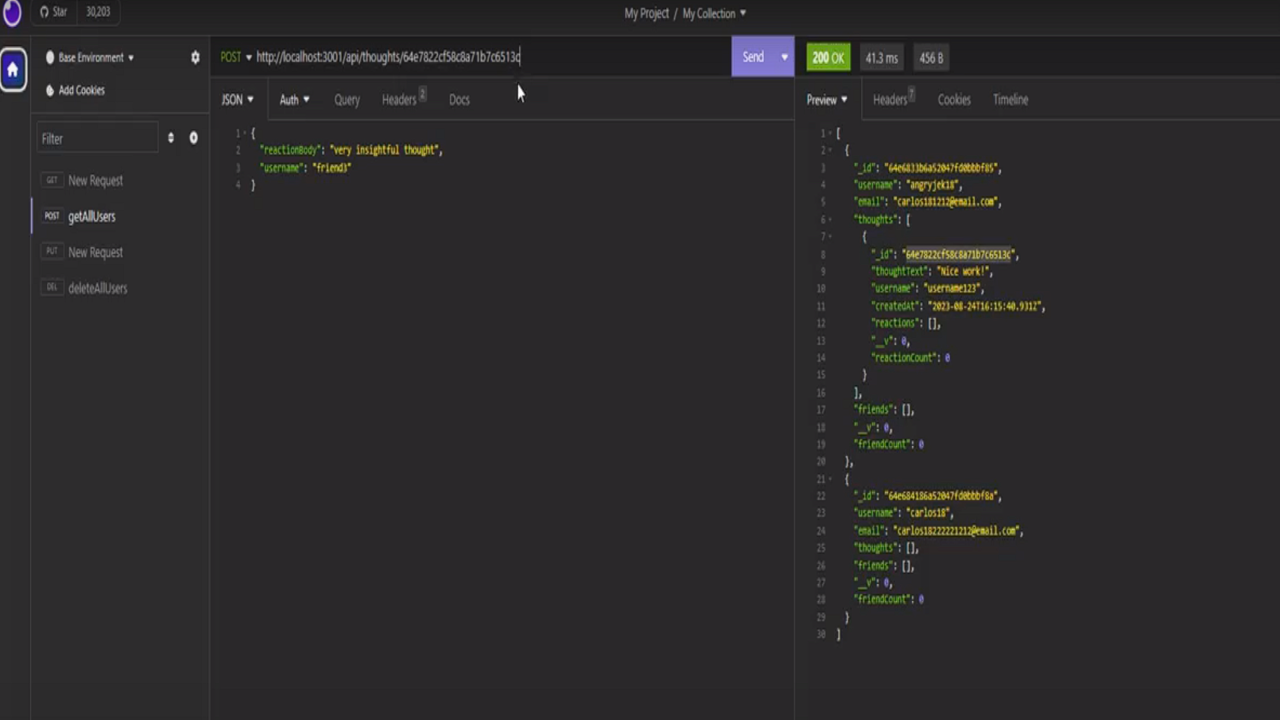 Star 30,203
My Project / My Collection
Base Environment
Add Cookies
Filter
GET New Request
POST getAllUsers
PUT New Request
DEL deleteAllUsers
POST http://localhost:3001/api/thoughts/64e7822cf58c8a71b7c6513c
Send
JSON Auth Query Headers 2 Docs
1 {
2 "reactionBody": "very insightful thought",
3 "username": "friend3"
4 }
200 OK 41.3 ms 456 B
Preview Headers 7 Cookies Timeline
1 [
2 {
3 "_id": "64e6833b6a52047fd0bbbf85",
4 "username": "angryjek18",
5 "email": "carlos181212@email.com",
6 "thoughts": [
7 {
8 "_id": "64e7822cf58c8a71b7c6513c",
9 "thoughtText": "Nice work!",
10 "username": "username123",
11 "createdAt": "2023-08-24T16:15:40.931Z",
12 "reactions": [],
13 "__v": 0,
14 "reactionCount": 0
15 }
16 ],
17 "friends": [],
18 "__v": 0,
19 "friendCount": 0
20 },
21 {
22 "_id": "64e684186a52047fd0bbbf8a",
23 "username": "carlos18",
24 "email": "carlos18222221212@email.com",
25 "thoughts": [],
26 "friends": [],
27 "__v": 0,
28 "friendCount": 0
29 }
30 ]